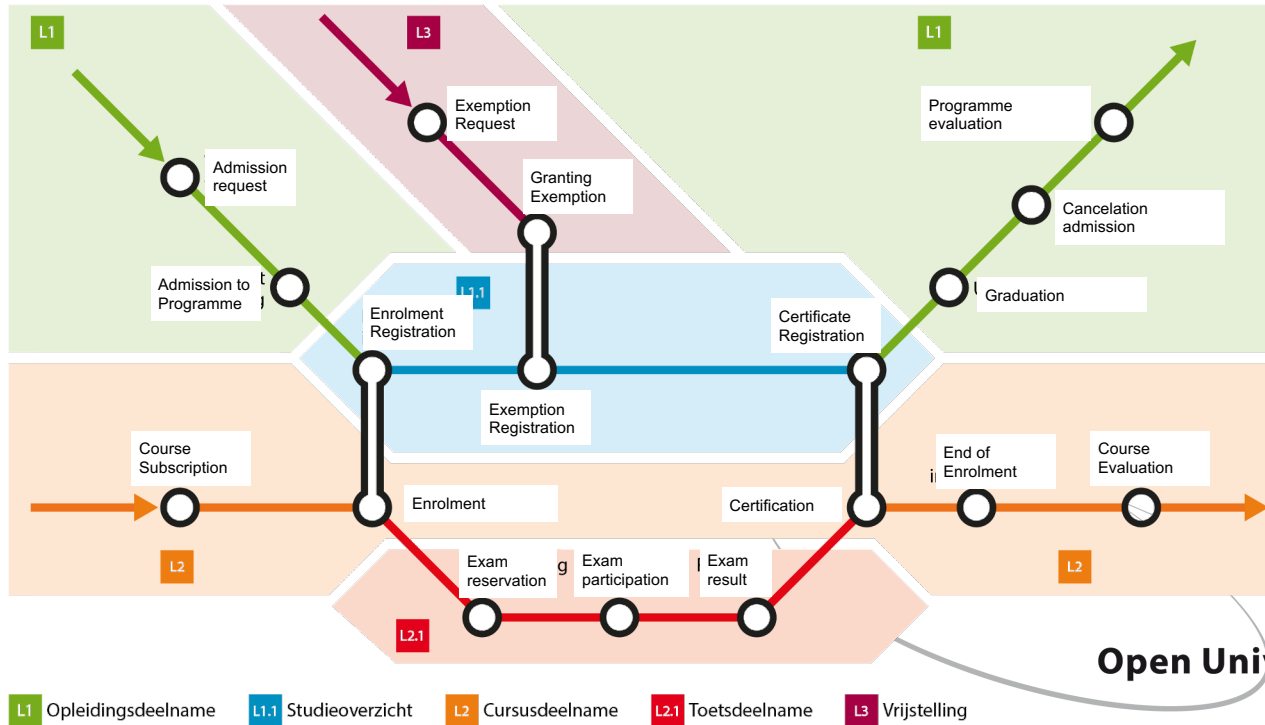 L1
L3
L1
Exemption
Request
Programme
evaluation
Admission
request
Granting
Exemption
Cancelation
admission
Admission to
Programme
L1.1
Graduation
Enrolment
Registration
Certificate
Registration
Exemption
Registration
Course
Subscription
End of
Enrolment
Course
Evaluation
Enrolment
Certification
L2
L2
Exam
reservation
Exam
participation
Exam
result
L2.1
Open Univ
L1 Opleidingsdeelname
L1.1 Studieoverzicht
L2 Cursusdeelname
L2.1 Toetsdeelname
L3 Vrijstelling